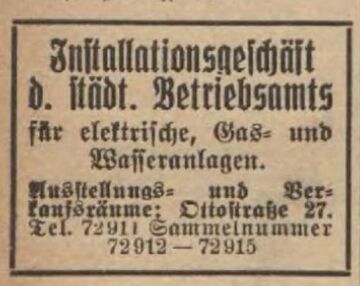 Installationsgeschäft
d. städt. Betriebsamts
für elektrische, Gas- und
Wasseranlagen.
Ausstellungs- und Ver-
kaufsräume: Ottostraße 27.
Tel. 72911 Sammelnummer
72912 — 72915